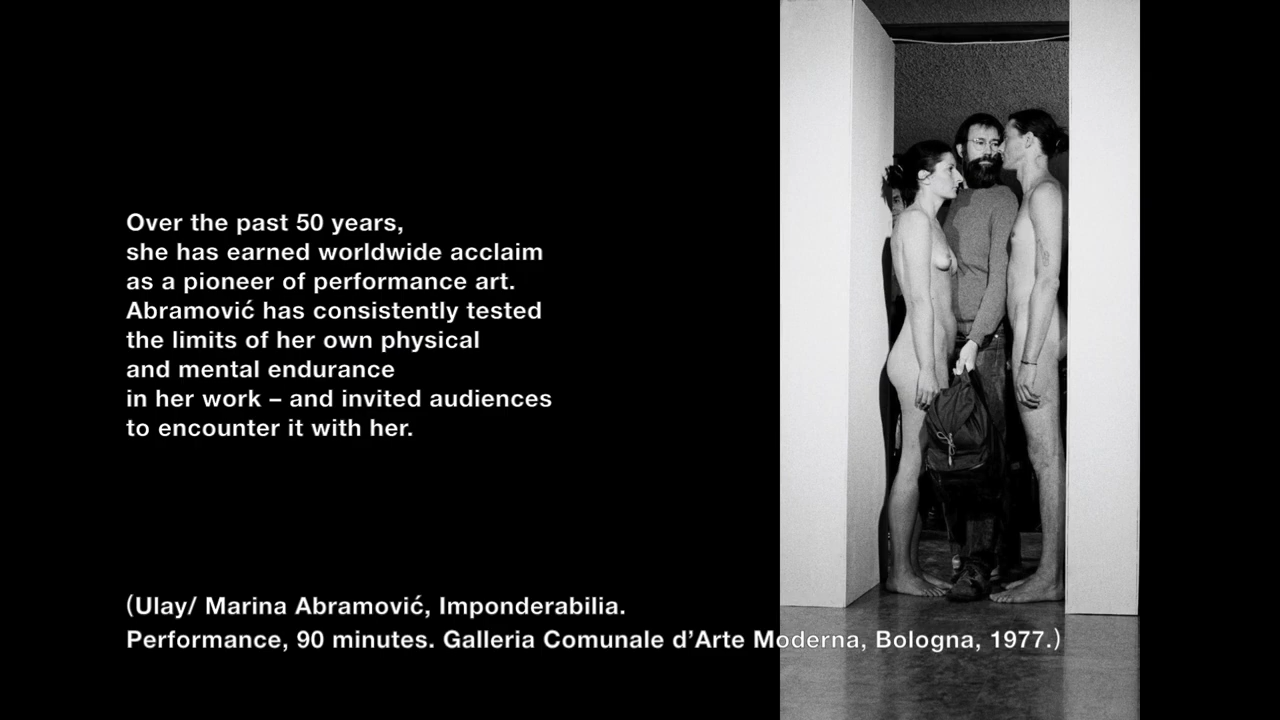 Over the past 50 years,
she has earned worldwide acclaim
as a pioneer of performance art.
Abramović has consistently tested
the limits of her own physical
and mental endurance
in her work – and invited audiences
to encounter it with her.
(Ulay/ Marina Abramović, Imponderabilia.
Performance, 90 minutes. Galleria Comunale d’Arte Moderna, Bologna, 1977.)